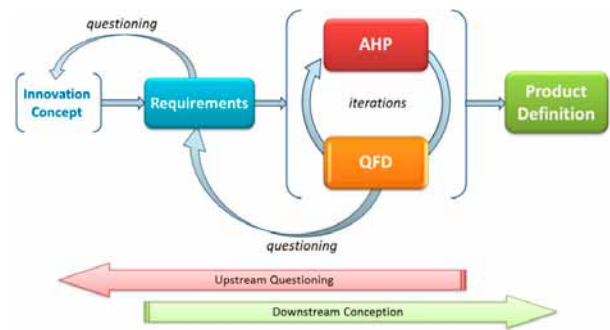 questioning
AHP
Innovation
Concept
Requirements
iterations
Product
Definition
QFD
questioning
Upstream Questioning
Downstream Conception